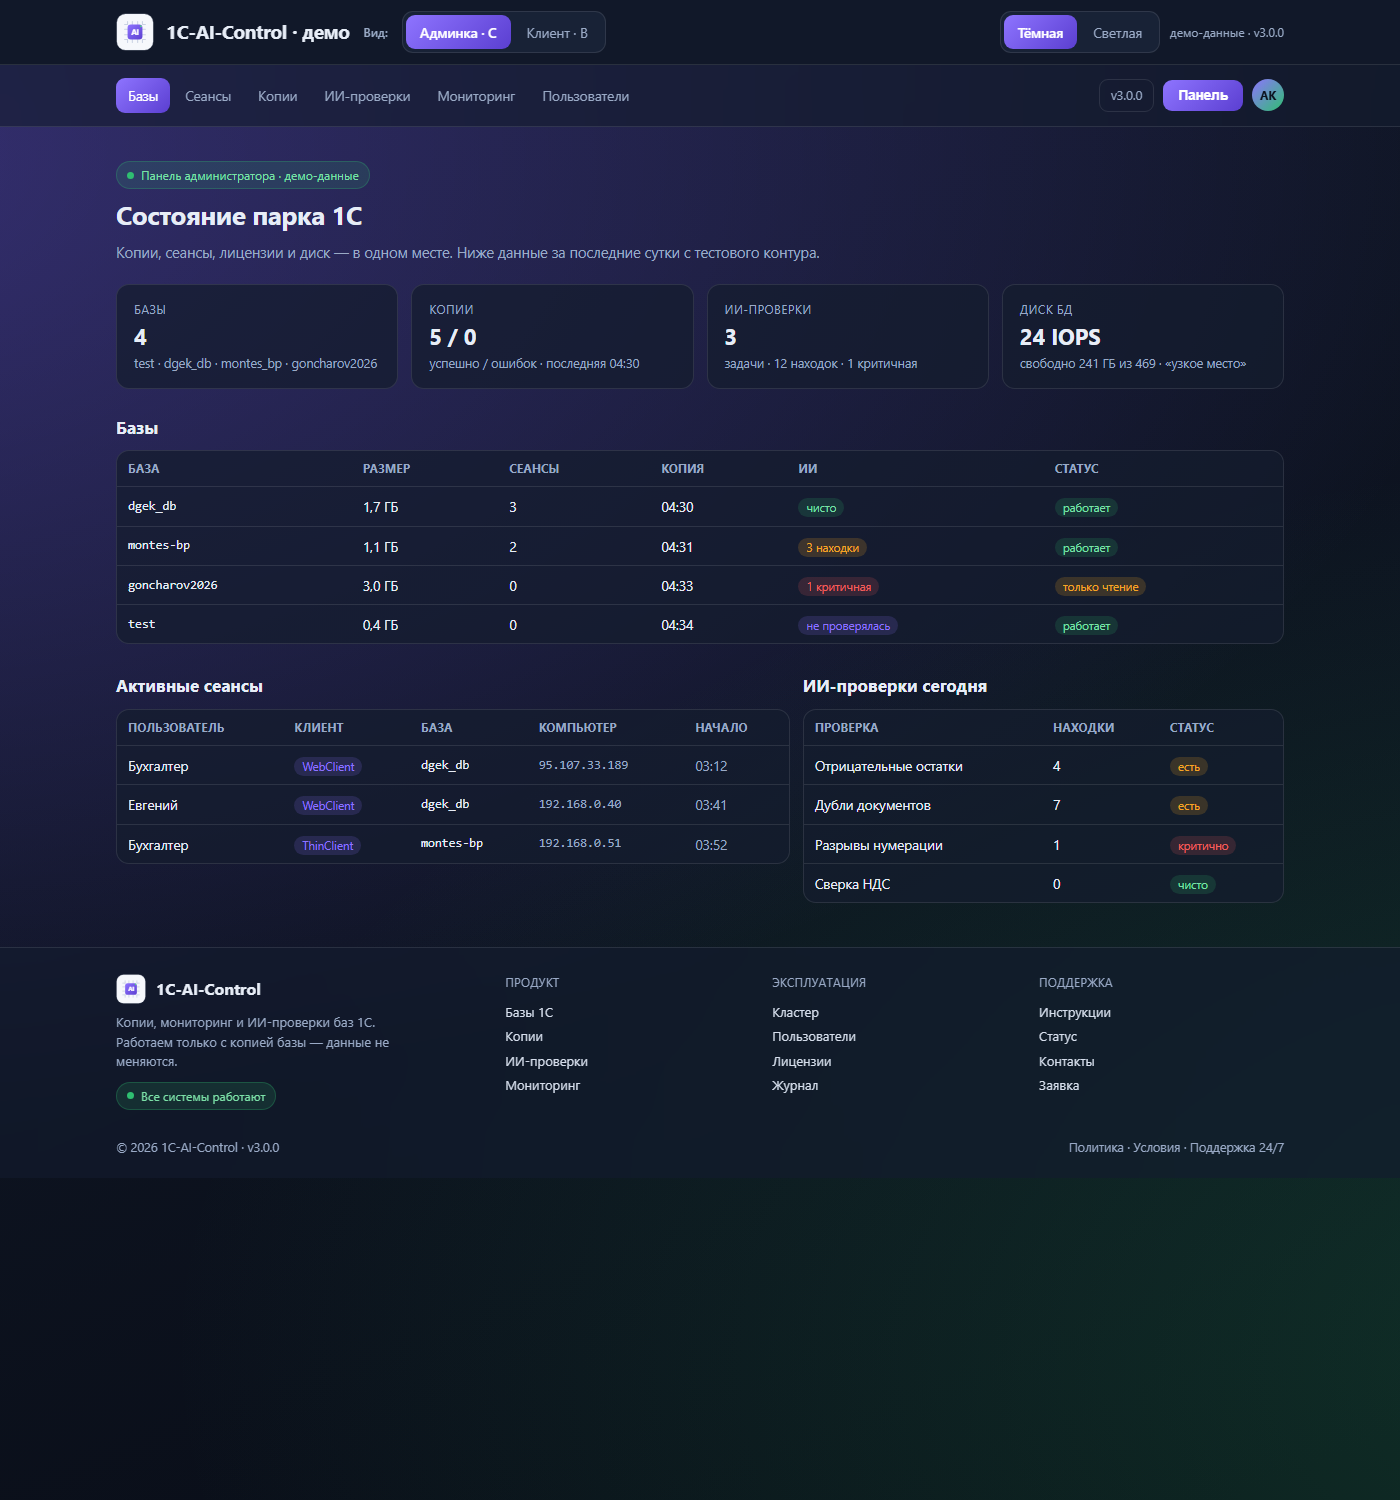 AI
1C-AI-Control · демо
Вид:
Админка · C
Клиент · B
Тёмная
Светлая
демо-данные · v3.0.0
Базы
Сеансы
Копии
ИИ-проверки
Мониторинг
Пользователи
v3.0.0
Панель
АК
Панель администратора · демо-данные
Состояние парка 1С
Копии, сеансы, лицензии и диск — в одном месте. Ниже данные за последние сутки с тестового контура.
БАЗЫ
4
test · dgek_db · montes_bp · goncharov2026
КОПИИ
5 / 0
успешно / ошибок · последняя 04:30
ИИ-ПРОВЕРКИ
3
задачи · 12 находок · 1 критичная
ДИСК БД
24 IOPS
свободно 241 ГБ из 469 · «узкое место»
Базы
БАЗА РАЗМЕР СЕАНСЫ КОПИЯ ИИ СТАТУС
dgek_db 1,7 ГБ 3 04:30 чисто работает
montes-bp 1,1 ГБ 2 04:31 3 находки работает
goncharov2026 3,0 ГБ 0 04:33 1 критичная только чтение
test 0,4 ГБ 0 04:34 не проверялась работает
Активные сеансы
ПОЛЬЗОВАТЕЛЬ КЛИЕНТ БАЗА КОМПЬЮТЕР НАЧАЛО
Бухгалтер WebClient dgek_db 95.107.33.189 03:12
Евгений WebClient dgek_db 192.168.0.40 03:41
Бухгалтер ThinClient montes-bp 192.168.0.51 03:52
ИИ-проверки сегодня
ПРОВЕРКА НАХОДКИ СТАТУС
Отрицательные остатки 4 есть
Дубли документов 7 есть
Разрывы нумерации 1 критично
Сверка НДС 0 чисто
AI
1C-AI-Control
Копии, мониторинг и ИИ-проверки баз 1С.
Работаем только с копией базы — данные не
меняются.
Все системы работают
ПРОДУКТ
Базы 1С
Копии
ИИ-проверки
Мониторинг
ЭКСПЛУАТАЦИЯ
Кластер
Пользователи
Лицензии
Журнал
ПОДДЕРЖКА
Инструкции
Статус
Контакты
Заявка
© 2026 1C-AI-Control · v3.0.0
Политика · Условия · Поддержка 24/7